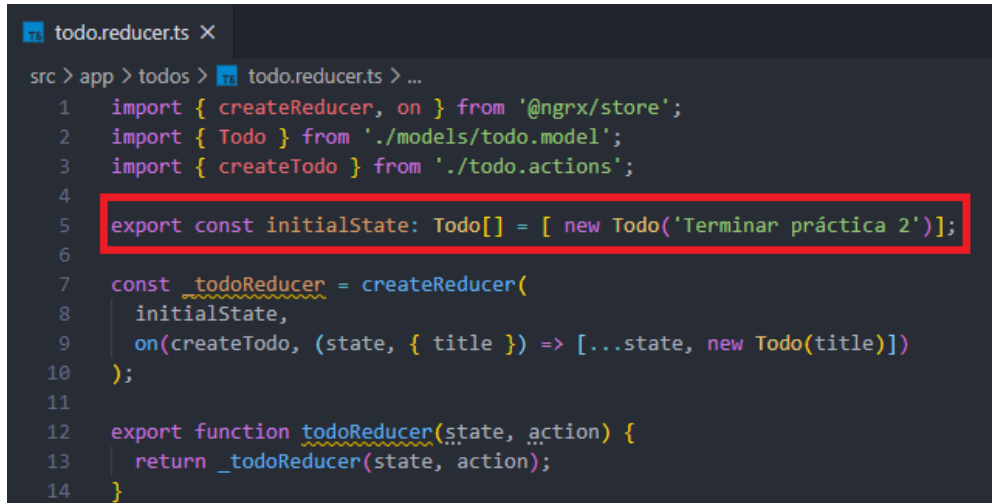 TS todo.reducer.ts ×
src > app > todos > TS todo.reducer.ts > ...
1 import { createReducer, on } from '@ngrx/store';
2 import { Todo } from './models/todo.model';
3 import { createTodo } from './todo.actions';
4
5 export const initialState: Todo[] = [ new Todo('Terminar práctica 2')];
6
7 const _todoReducer = createReducer(
8 initialState,
9 on(createTodo, (state, { title }) => [...state, new Todo(title)])
10 );
11
12 export function todoReducer(state, action) {
13 return _todoReducer(state, action);
14 }